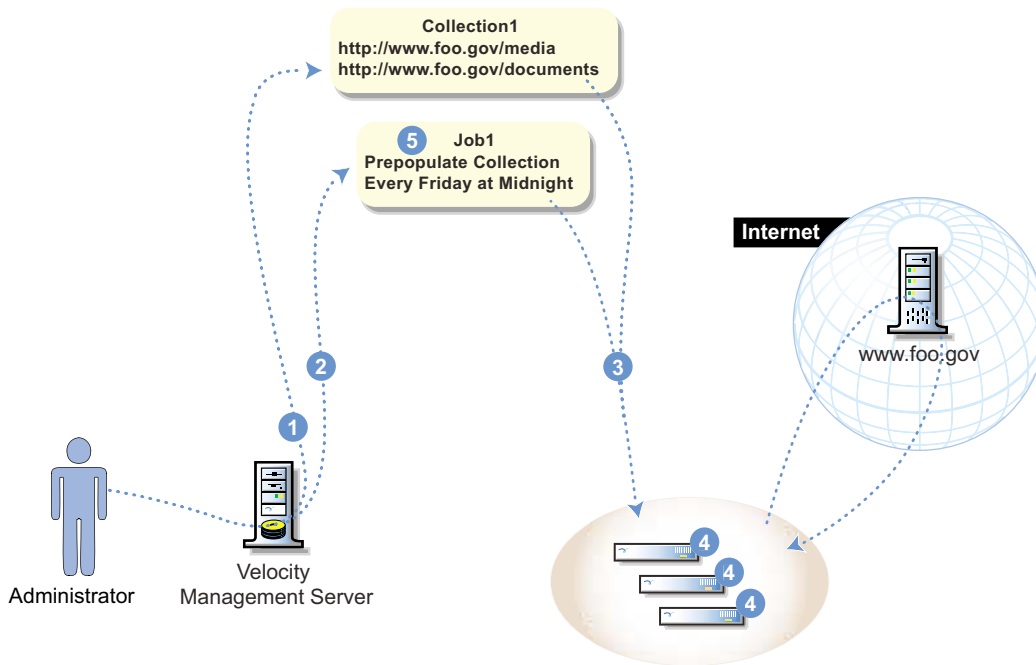 Collection1
http://www.foo.gov/media
http://www.foo.gov/documents
5
Job1
Prepopulate Collection
Every Friday at Midnight
Internet
www.foo.gov
2
3
1
4
4
4
Velocity
Management Server
Administrator